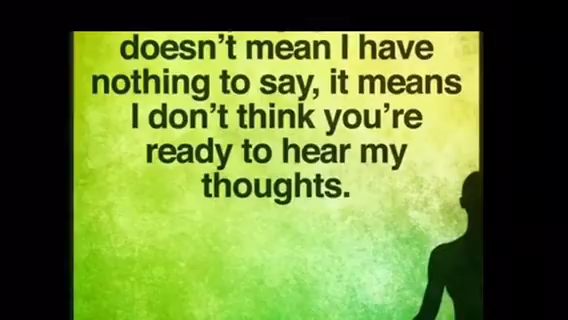 doesn't mean I have
nothing to say, it means
I don't think you're
ready to hear my
thoughts.